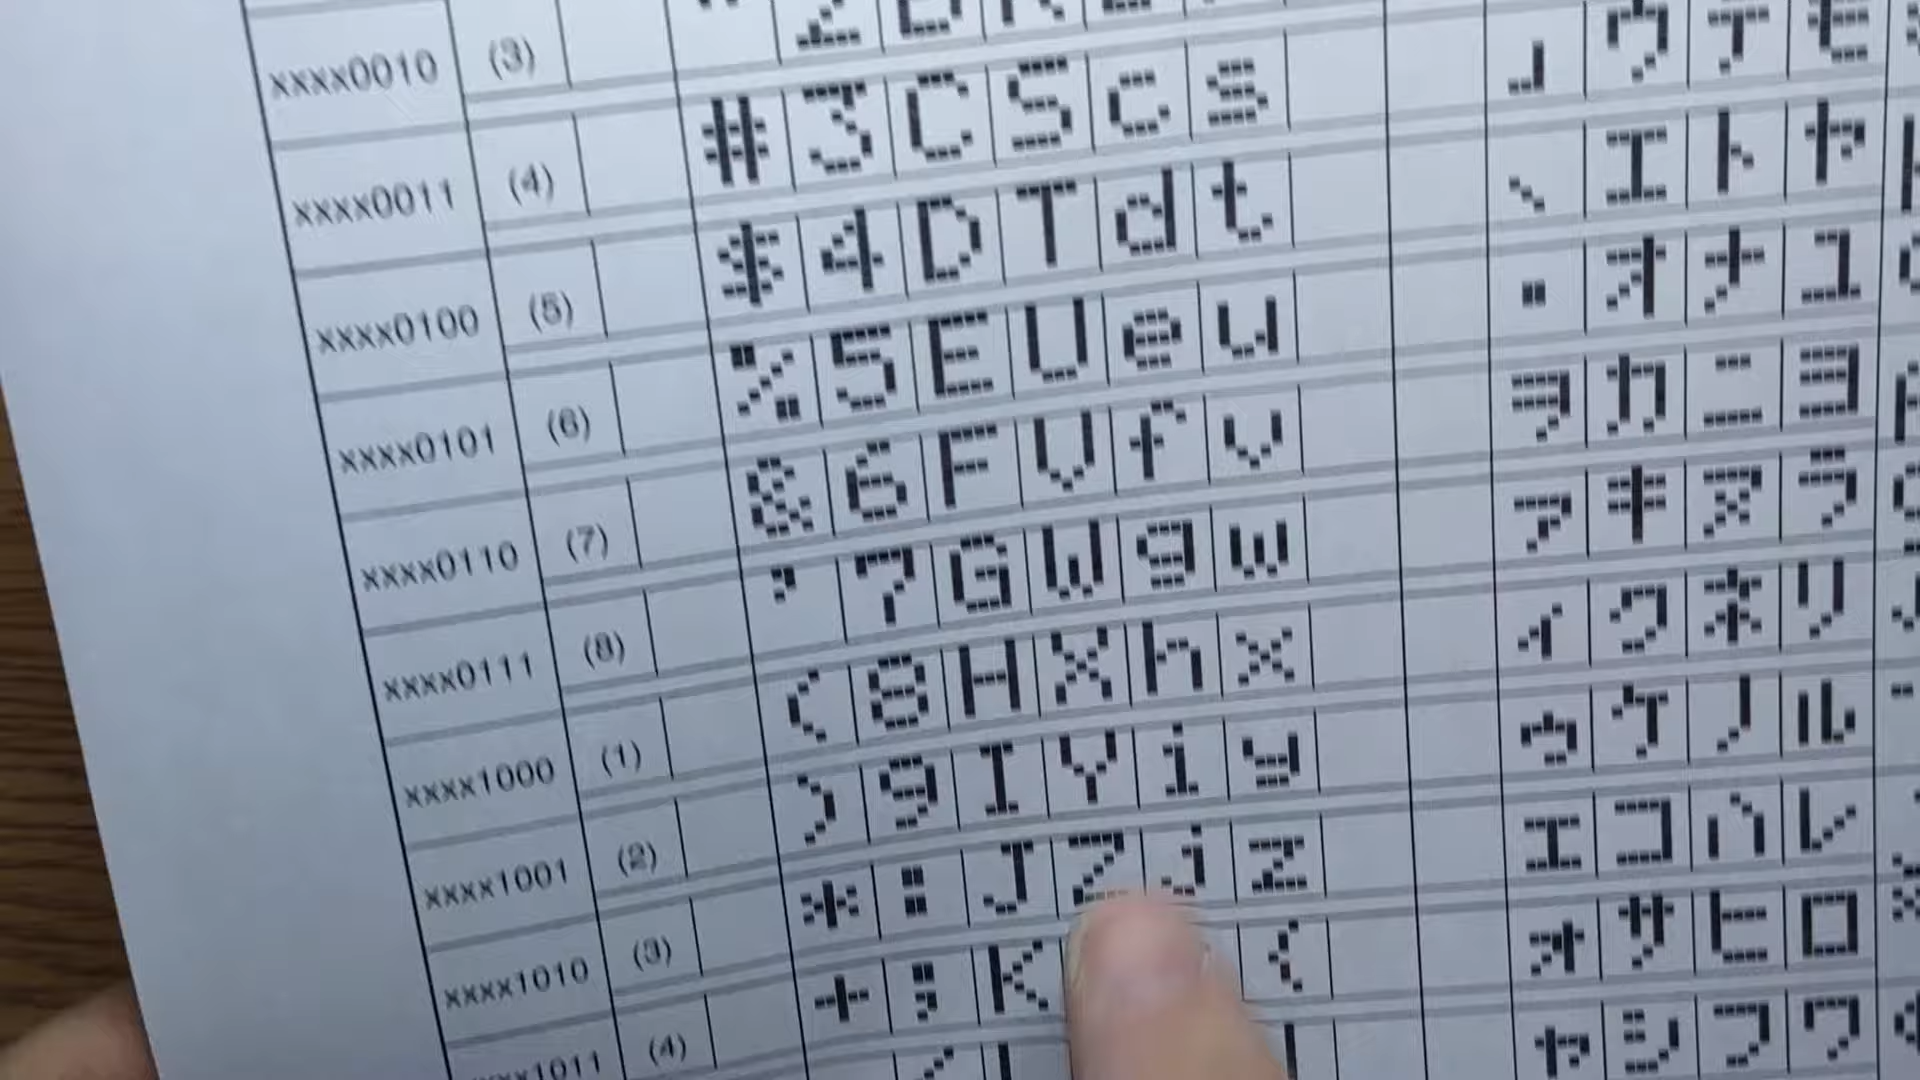 xxxx0010 (3)
xxxx0011 (4) # 3 C S c s 」 ウ テ モ
xxxx0100 (5) $ 4 D T d t 、 エ ト ヤ
xxxx0101 (6) % 5 E U e u ・ オ ナ ユ
xxxx0110 (7) & 6 F V f v ヲ カ ニ ヨ
xxxx0111 (8) ' 7 G W g w ァ キ ヌ ラ
xxxx1000 (1) ( 8 H X h x ィ ク ネ リ
xxxx1001 (2) ) 9 I Y i y ゥ ケ ノ ル
xxxx1010 (3) * : J Z j z ェ コ ハ レ
xxxx1011 (4) + ; K { ォ サ ヒ ロ
ャ シ フ ワ